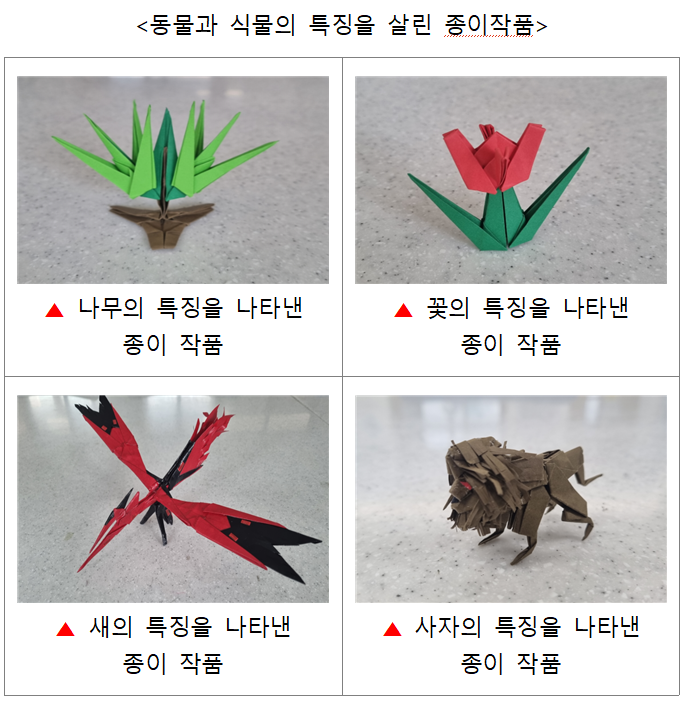 <동물과 식물의 특징을 살린 종이작품>
▲ 나무의 특징을 나타낸
종이 작품
▲ 꽃의 특징을 나타낸
종이 작품
▲ 새의 특징을 나타낸
종이 작품
▲ 사자의 특징을 나타낸
종이 작품